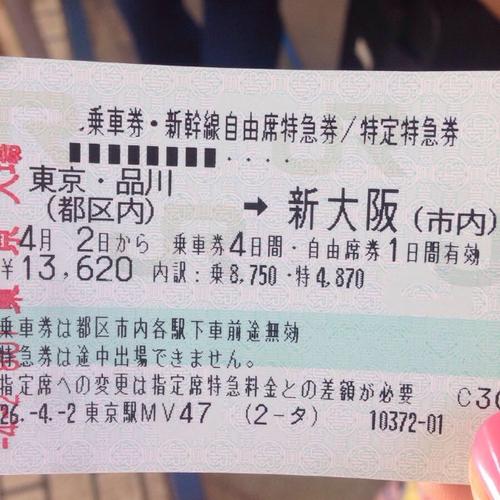 乗車券・新幹線自由席特急券/特定特急券
東京・品川 → 新大阪(市内)
(都区内)
4月 2日から 乗車券4日間・自由席券1日間有効
¥13,620 内訳:乗8,750・特4,870
乗車券は都区市内各駅下車前途無効
特急券は途中出場できません。
指定席への変更は指定席特急料金との差額が必要
26.-4.-2 東京駅MV47 (2-タ) 10372-01 C30
東京 入場